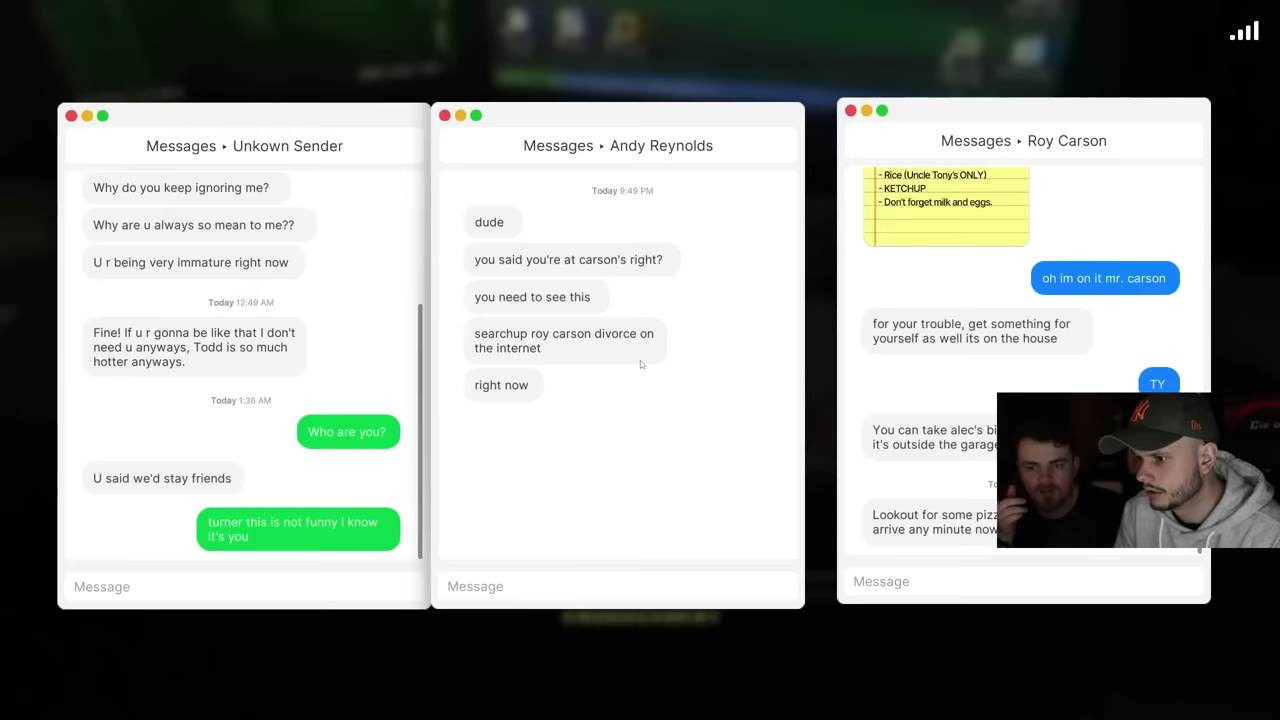 Messages ▸ Unkown Sender
Why do you keep ignoring me?
Why are u always so mean to me??
U r being very immature right now
Today 12:49 AM
Fine! If u r gonna be like that I don't
need u anyways, Todd is so much
hotter anyways.
Today 1:36 AM
Who are you?
U said we'd stay friends
turner this is not funny I know
it's you
Message
Messages ▸ Andy Reynolds
Today 9:49 PM
dude
you said you're at carson's right?
you need to see this
searchup roy carson divorce on
the internet
right now
Message
Messages ▸ Roy Carson
- Rice (Uncle Tony's ONLY)
- KETCHUP
- Don't forget milk and eggs.
oh im on it mr. carson
for your trouble, get something for
yourself as well its on the house
TY
You can take alec's
it's outside the
Lookout for some
arrive any minute now
Message